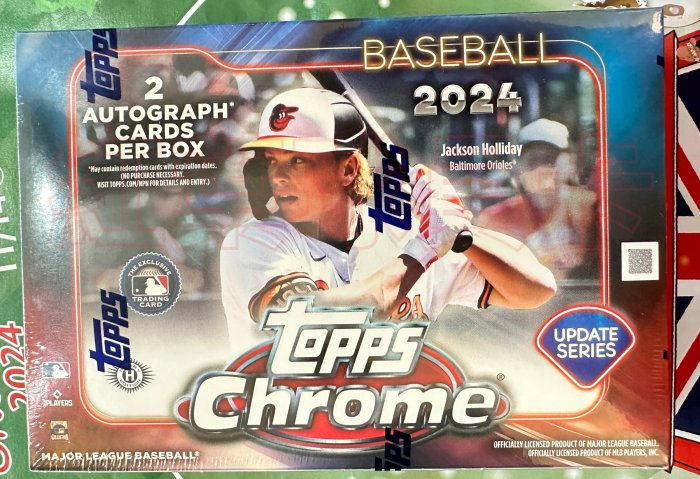 BASEBALL
2024
Jackson Holliday
Baltimore Orioles®
2
AUTOGRAPH*
CARDS
PER BOX
*May contain redemption cards with expiration dates.
(NO PURCHASE NECESSARY.
VISIT TOPPS.COM/NPN FOR DETAILS AND ENTRY.)
topps
topps
topps
topps
THE EXCLUSIVE
TRADING
CARD
H
topps
Chrome®
UPDATE
SERIES
PLAYERS
MAJOR LEAGUE BASEBALL®
OFFICIALLY LICENSED PRODUCT OF MAJOR LEAGUE BASEBALL.
OFFICIALLY LICENSED PRODUCT OF MLB PLAYERS, INC.
2024